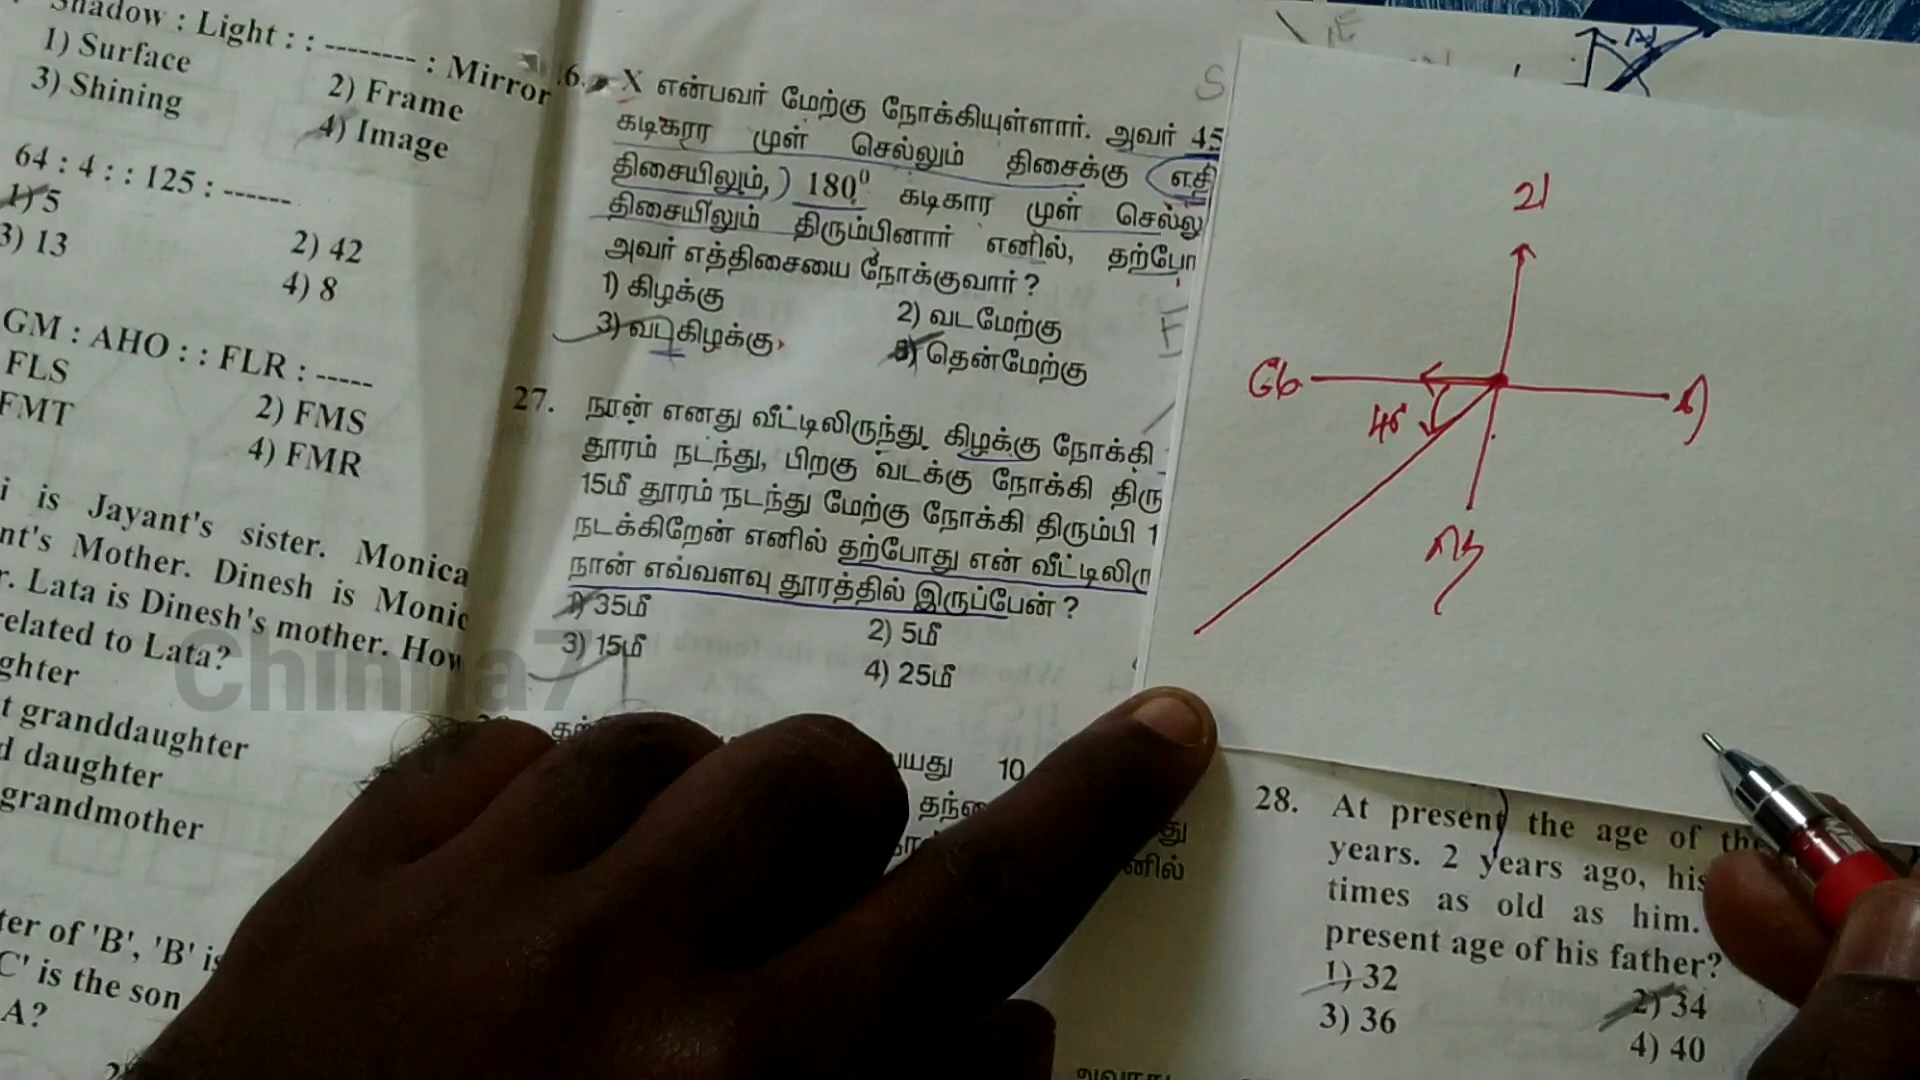 Shadow : Light : : -------- : Mirror
1) Surface
2) Frame
3) Shining
4) Image
64 : 4 : : 125 : ------
1) 5
2) 42
3) 13
4) 8
GM : AHO : : FLR : -----
FLS
2) FMS
FMT
4) FMR
i is Jayant's sister. Monica
nt's Mother. Dinesh is Monic
r. Lata is Dinesh's mother. How
related to Lata?
ghter
t granddaughter
d daughter
grandmother
ter of 'B', 'B' is
C' is the son
A?
6. X என்பவர் மேற்கு நோக்கியுள்ளார். அவர் 45
கடிகரர முள் செல்லும் திசைக்கு எதி
திசையிலும், 180⁰ கடிகார முள் செல்லு
திசையிலும் திரும்பினார் எனில், தற்போ
அவர் எத்திசையை நோக்குவார் ?
1) கிழக்கு
2) வடமேற்கு
3) வடகிழக்கு
தென்மேற்கு
27. நான் எனது வீட்டிலிருந்து கிழக்கு நோக்கி
தூரம் நடந்து, பிறகு வடக்கு நோக்கி திரு
15மீ தூரம் நடந்து மேற்கு நோக்கி திரும்பி 1
நடக்கிறேன் எனில் தற்போது என் வீட்டிலிரு
நான் எவ்வளவு தூரத்தில் இருப்பேன் ?
1) 35மீ
2) 5மீ
3) 15மீ
4) 25மீ
யது 10
Chinna7
28. At present the age of the
years. 2 years ago, his
times as old as him.
present age of his father?
1) 32
2) 34
3) 36
4) 40
45